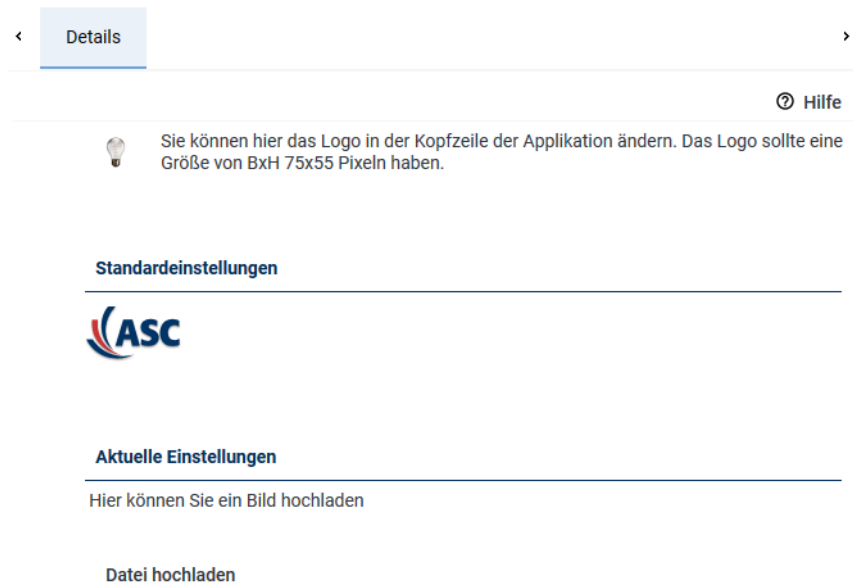 Details
Hilfe
Sie können hier das Logo in der Kopfzeile der Applikation ändern. Das Logo sollte eine
Größe von BxH 75x55 Pixeln haben.
Standardeinstellungen
ASC
Aktuelle Einstellungen
Hier können Sie ein Bild hochladen
Datei hochladen